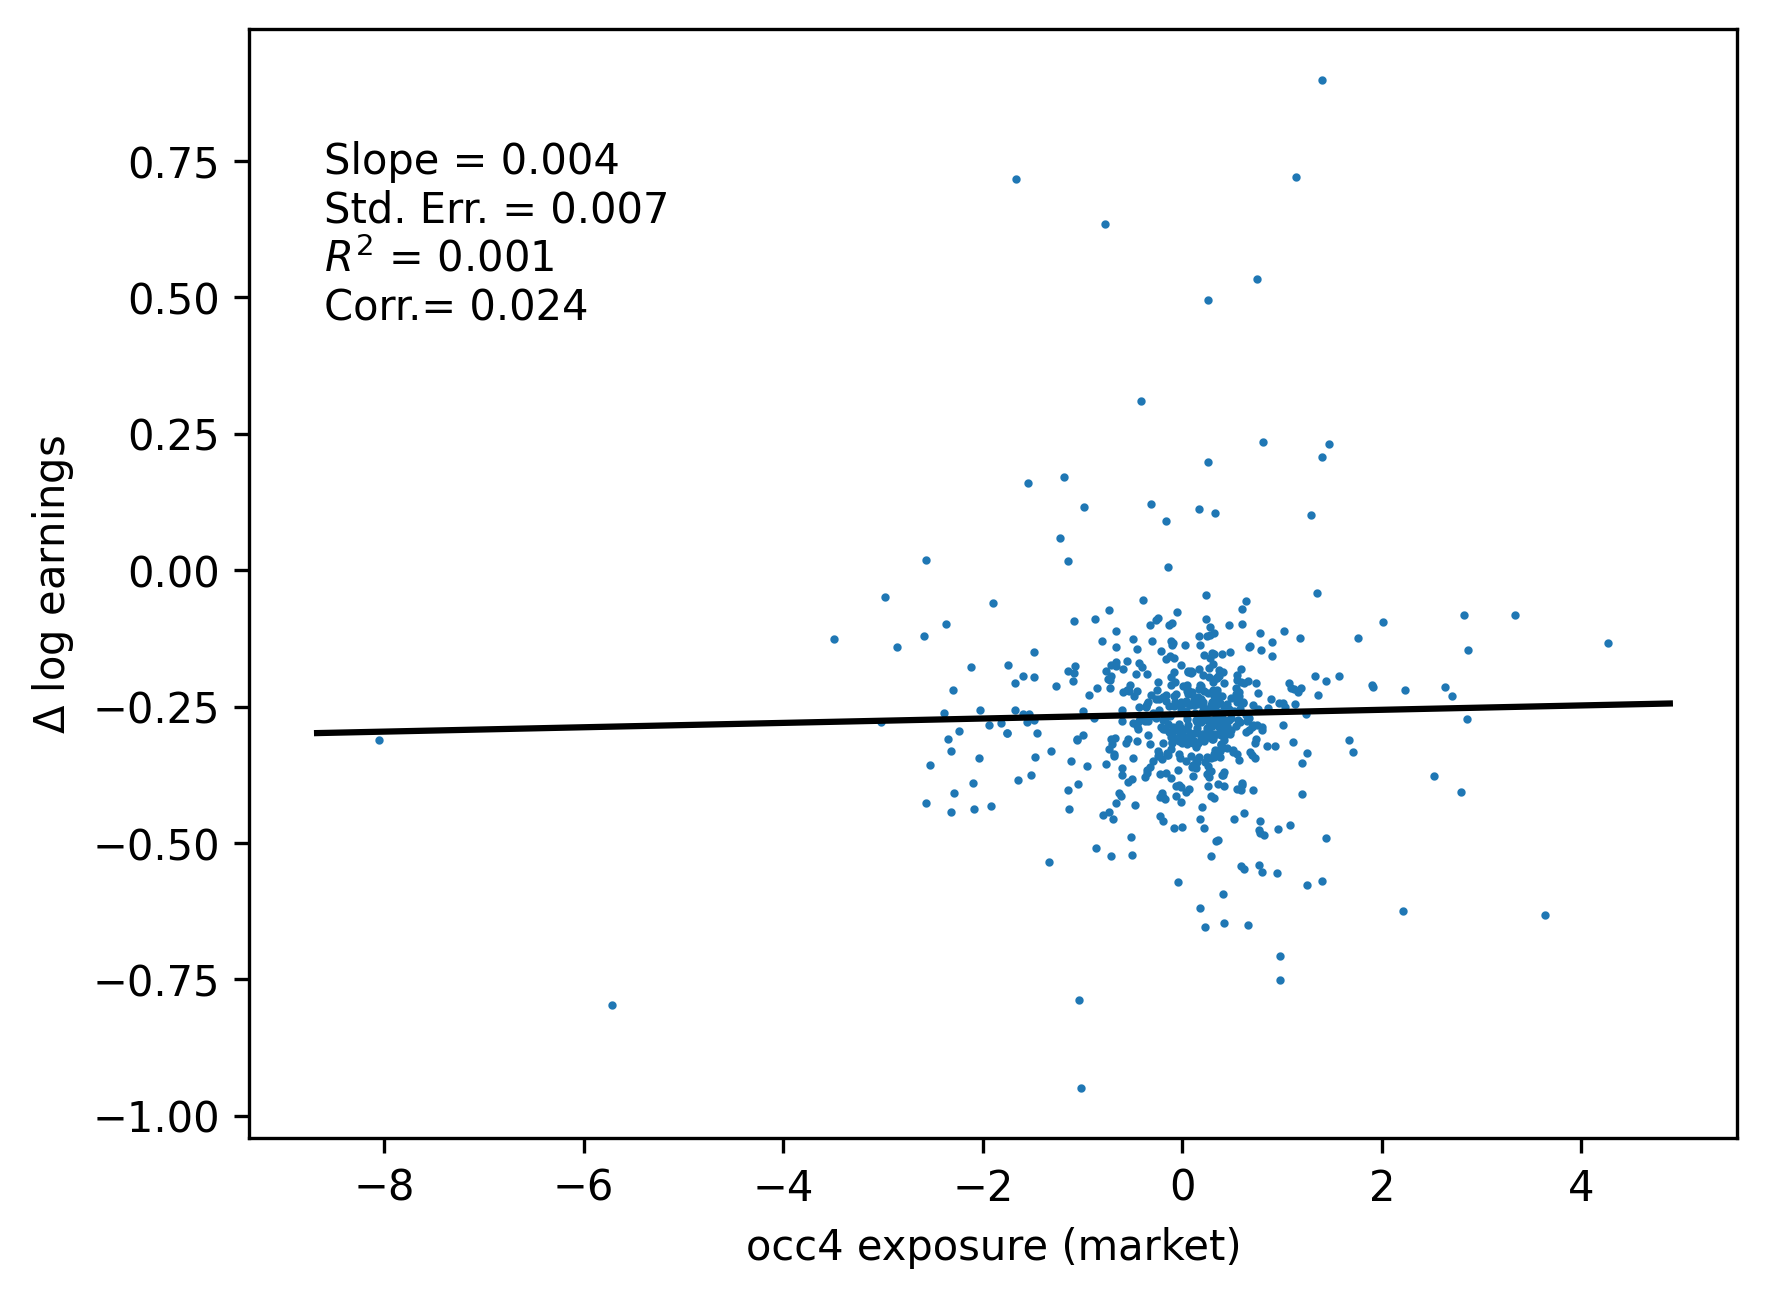 Slope = 0.004
Std. Err. = 0.007
R² = 0.001
Corr.= 0.024
0.75
0.50
0.25
0.00
−0.25
−0.50
−0.75
−1.00
Δ log earnings
−8 −6 −4 −2 0 2 4
occ4 exposure (market)